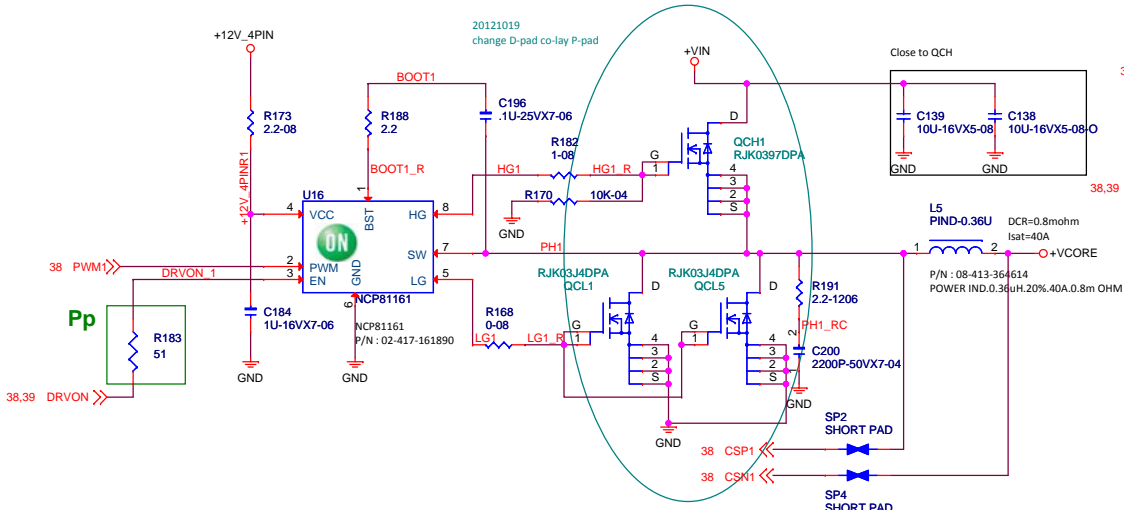 20121019
change D-pad co-lay P-pad
+12V_4PIN
+VIN
Close to QCH
BOOT1
R173
2.2-08
R188
2.2
C196
.1U-25VX7-06
D
C139
10U-16VX5-08
C138
10U-16VX5-08-O
R182
1-08
QCH1
RJK0397DPA
GND
GND
+12V_4PINR1
BOOT1_R
HG1
HG1_R
G
1
4
3
2
S
R170
10K-04
38,39
U16
1
4
VCC
BST
HG
8
GND
L5
PIND-0.36U
DCR=0.8mohm
Isat=40A
ON
SW
7
PH1
1
2
+VCORE
38 PWM1
2
PWM
GND
DRVON_1
3
EN
LG
5
RJK03J4DPA
QCL1
RJK03J4DPA
QCL5
P/N : 08-413-364614
POWER IND.0.36uH.20%.40A.0.8m OHM
6
NCP81161
D
D
R191
2.2-1206
Pp
C184
1U-16VX7-06
NCP81161
P/N : 02-417-161890
R168
0-08
G
1
G
1
PH1_RC
2
R183
51
LG1
LG1_R
4
3
2
S
4
3
2
S
C200
2200P-50VX7-04
1
GND
GND
GND
38,39 DRVON
GND
SP2
SHORT PAD
38 CSP1
38 CSN1
SP4
SHORT PAD